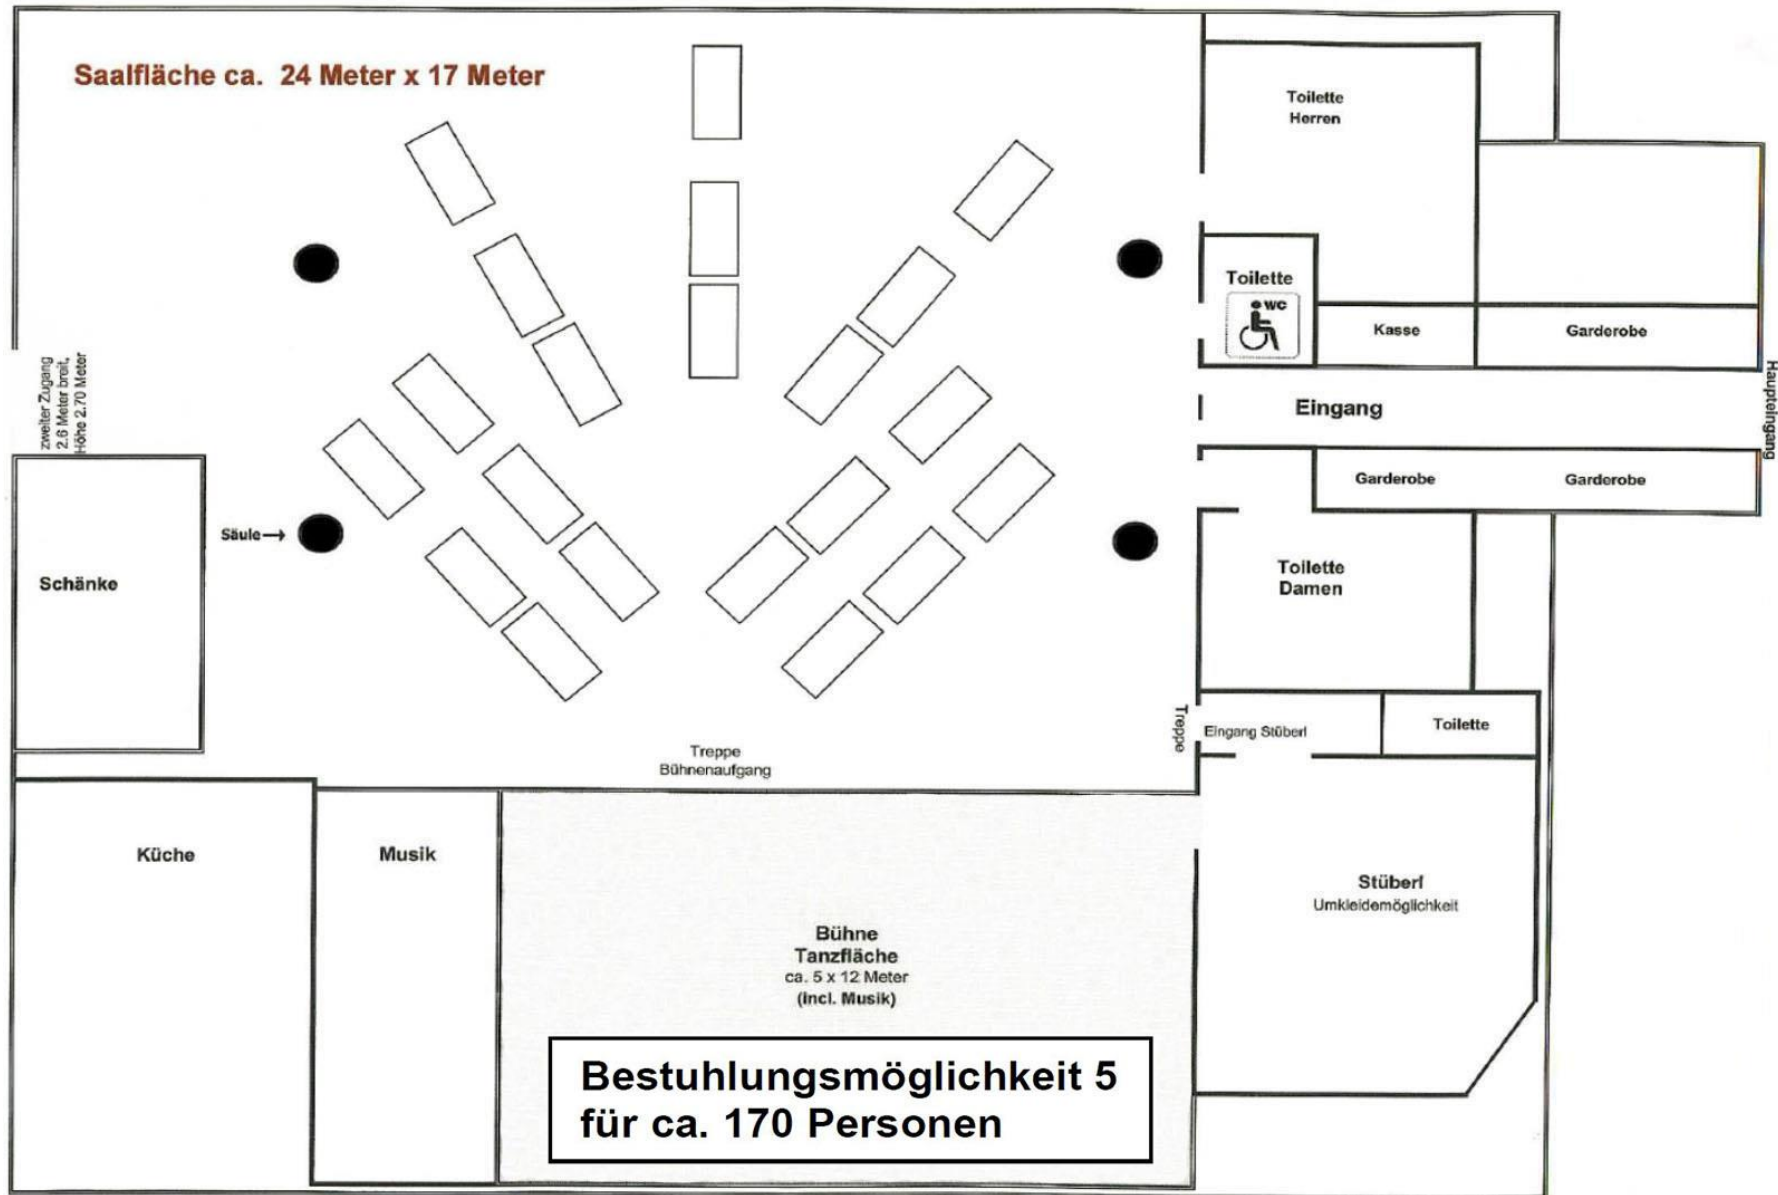 Saalfläche ca. 24 Meter x 17 Meter
Toilette
Herren
Toilette
WC
Kasse
Garderobe
zweiter Zugang
2.6 Meter breit,
Höhe 2.70 Meter
Eingang
Haupteingang
Garderobe
Garderobe
Säule→
Schänke
Toilette
Damen
Treppe
Eingang Stüberl
Toilette
Treppe
Bühnenaufgang
Küche
Musik
Stüberl
Umkleidemöglichkeit
Bühne
Tanzfläche
ca. 5 x 12 Meter
(incl. Musik)
Bestuhlungsmöglichkeit 5
für ca. 170 Personen